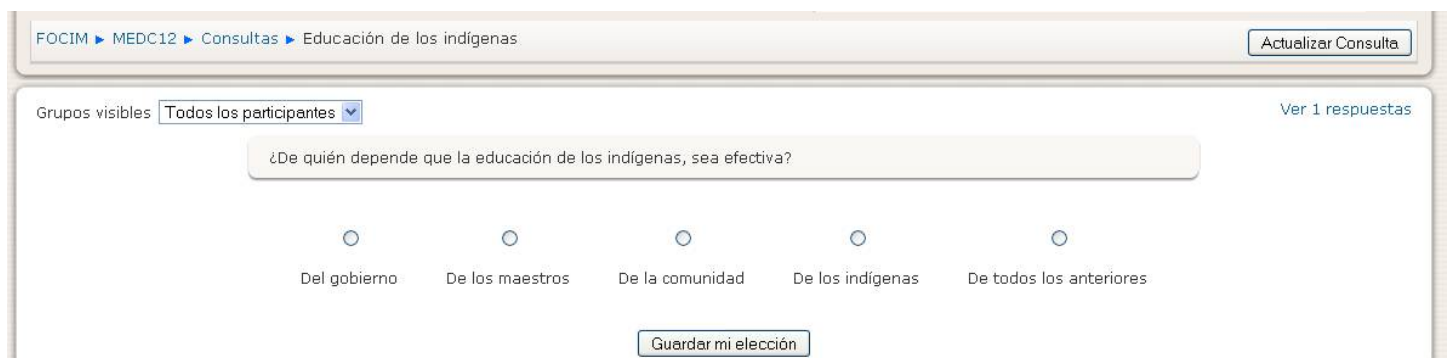 FOCIM ► MEDC12 ► Consultas ► Educación de los indígenas
Actualizar Consulta
Grupos visibles Todos los participantes
Ver 1 respuestas
¿De quién depende que la educación de los indígenas, sea efectiva?
Del gobierno De los maestros De la comunidad De los indígenas De todos los anteriores
Guardar mi elección